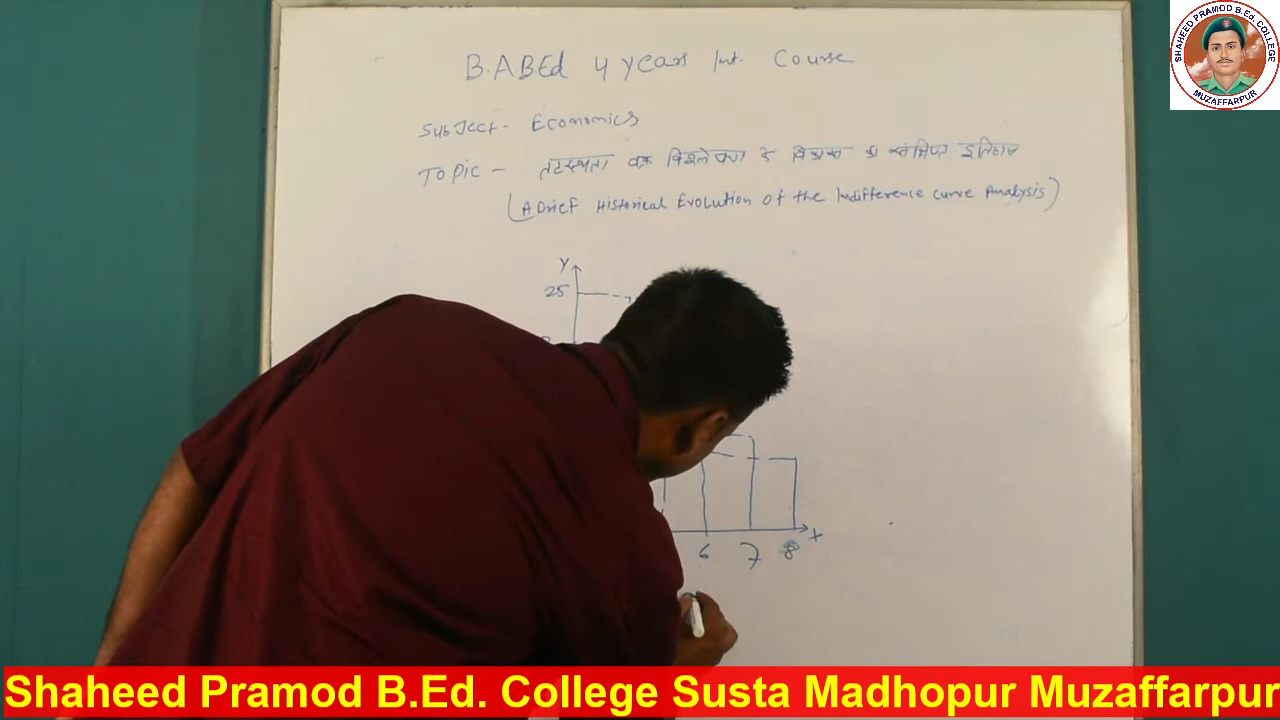 SHAHEED PRAMOD B.Ed. COLLEGE
MUZAFFARPUR
B.A BEd 4 years Int. Course
Subject - Economics
Topic - तटस्थता वक्र विश्लेषण के विकास का संक्षिप्त इतिहास
(A Brief Historical Evolution of the Indifference curve Analysis)
Y
25
X
6 7 8
Shaheed Pramod B.Ed. College Susta Madhopur Muzaffarpur